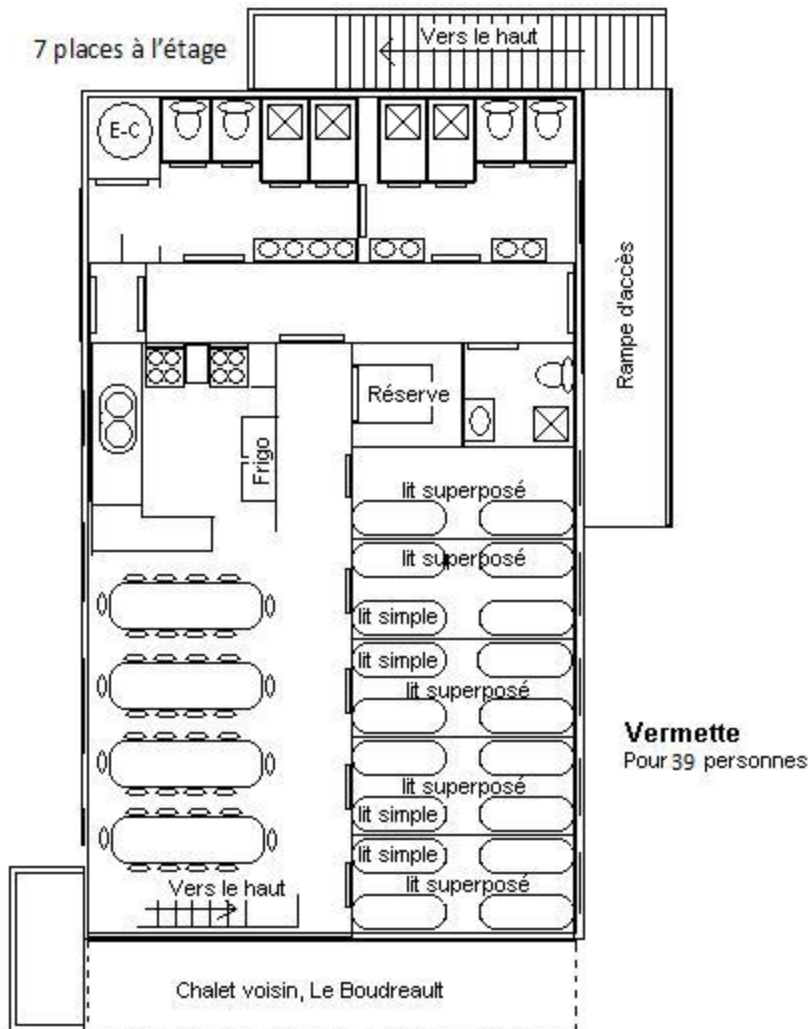 7 places à l'étage
Vers le haut
E-C
Rampe d'accès
Réserve
Frigo
lit superposé
lit superposé
lit simple
lit simple
lit superposé
lit superposé
lit simple
lit simple
lit superposé
Vermette
Pour 39 personnes
Vers le haut
Chalet voisin, Le Boudreault